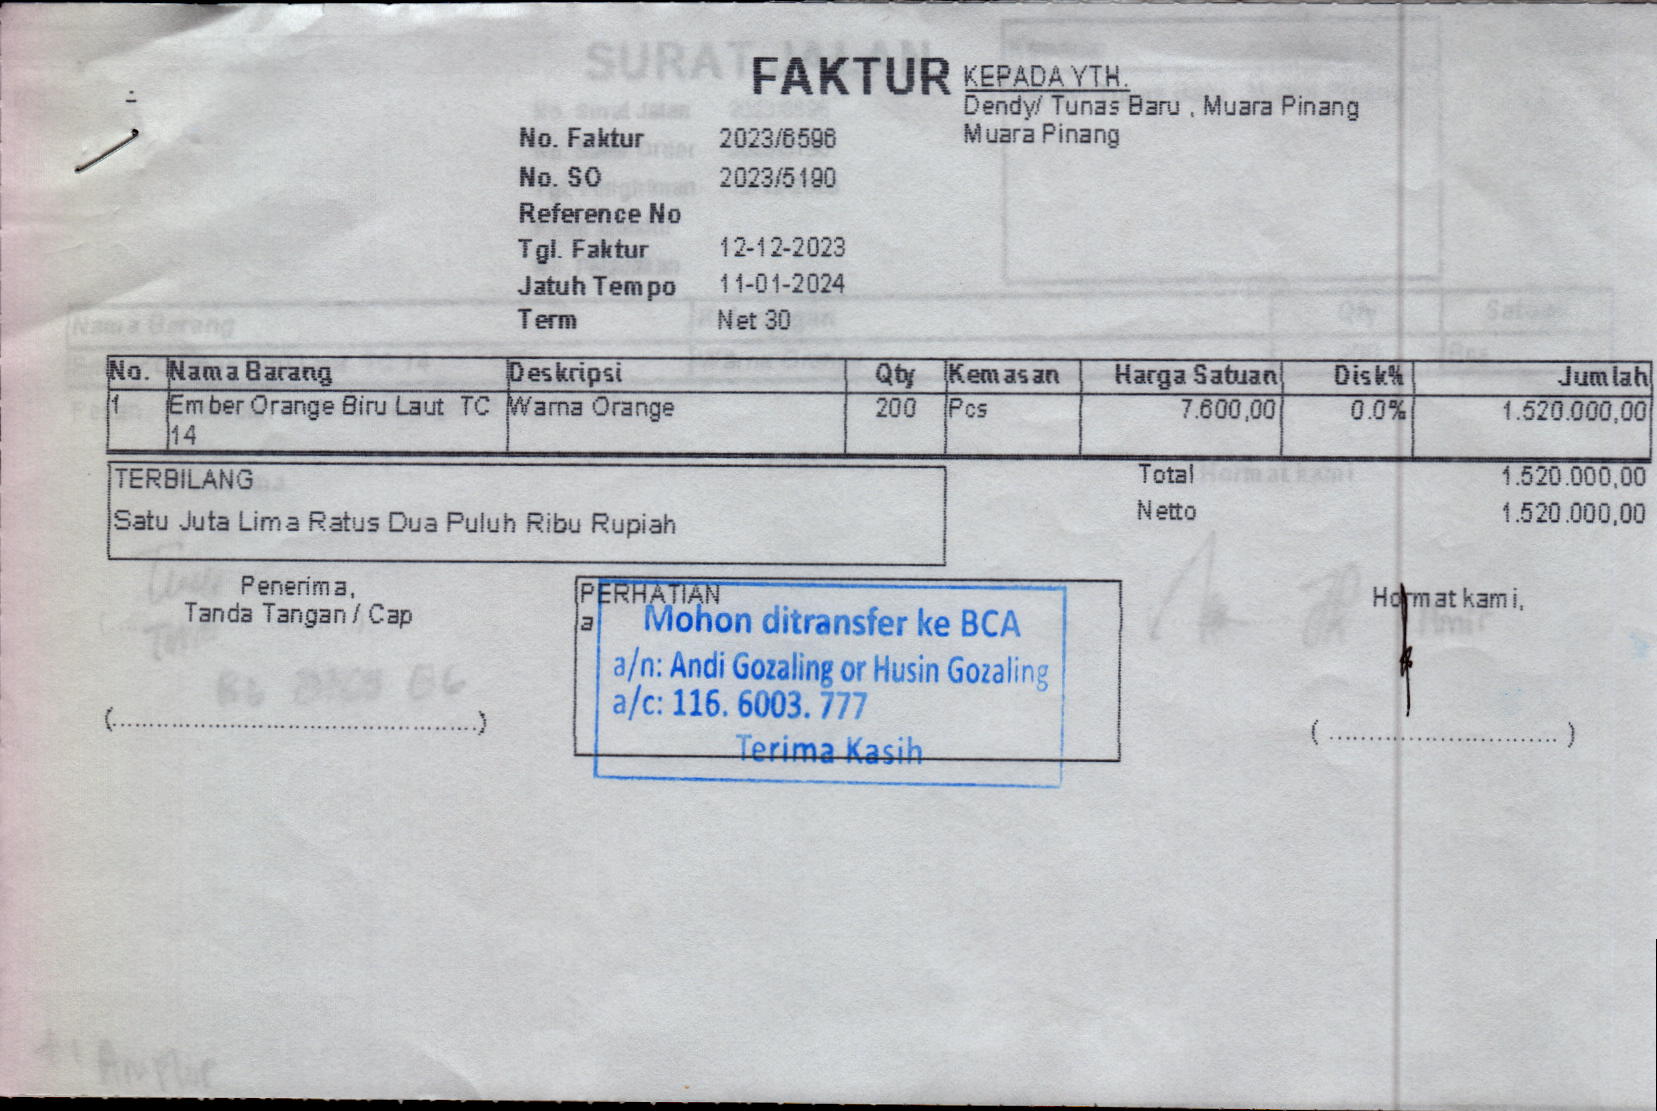 SURAT JALAN
FAKTUR
KEPADA YTH.
Dendy/ Tunas Baru , Muara Pinang
Muara Pinang
No. Faktur 2023/6596
No. SO 2023/5190
Reference No
Tgl. Faktur 12-12-2023
Jatuh Tempo 11-01-2024
Term Net 30
No. Nama Barang Deskripsi Qty Kemasan Harga Satuan Disk% Jumlah
1 Ember Orange Biru Laut TC 14 Warna Orange 200 Pcs 7.600,00 0.0% 1.520.000,00
TERBILANG
Satu Juta Lima Ratus Dua Puluh Ribu Rupiah
Total 1.520.000,00
Netto 1.520.000,00
Penerima,
Tanda Tangan / Cap
PERHATIAN
a
Mohon ditransfer ke BCA
a/n: Andi Gozaling or Husin Gozaling
a/c: 116. 6003. 777
Terima Kasih
Hormat kami,